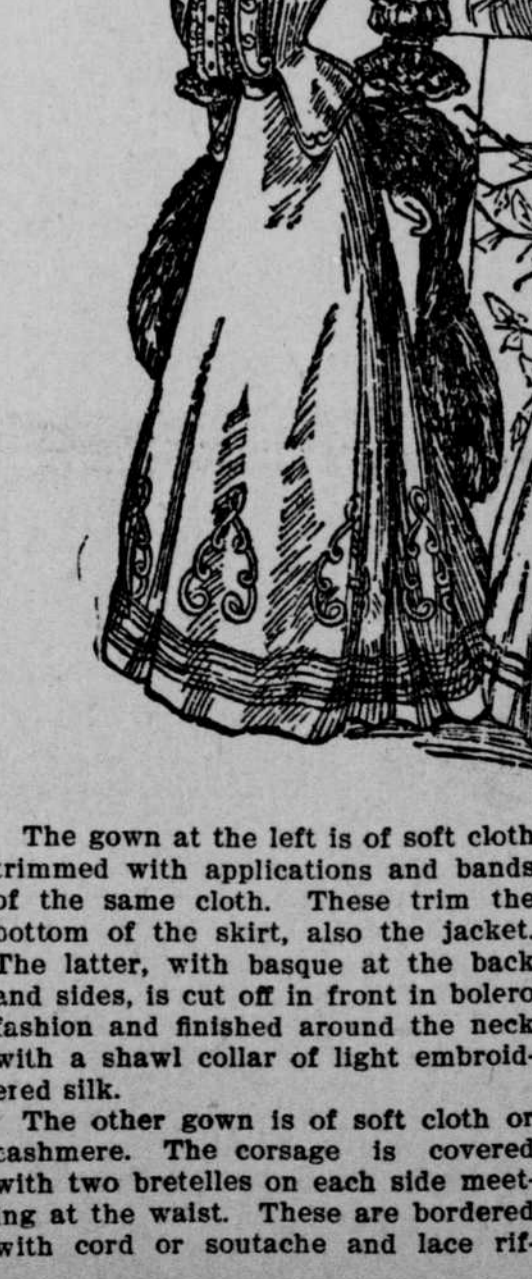 The gown at the left is of soft cloth
trimmed with applications and bands
of the same cloth. These trim the
bottom of the skirt, also the jacket.
The latter, with basque at the back
and sides, is cut off in front in bolero
fashion and finished around the neck
with a shawl collar of light embroid-
ered silk.
The other gown is of soft cloth or
cashmere. The corsage is covered
with two bretelles on each side meet-
ing at the waist. These are bordered
with cord or soutache and lace rif-